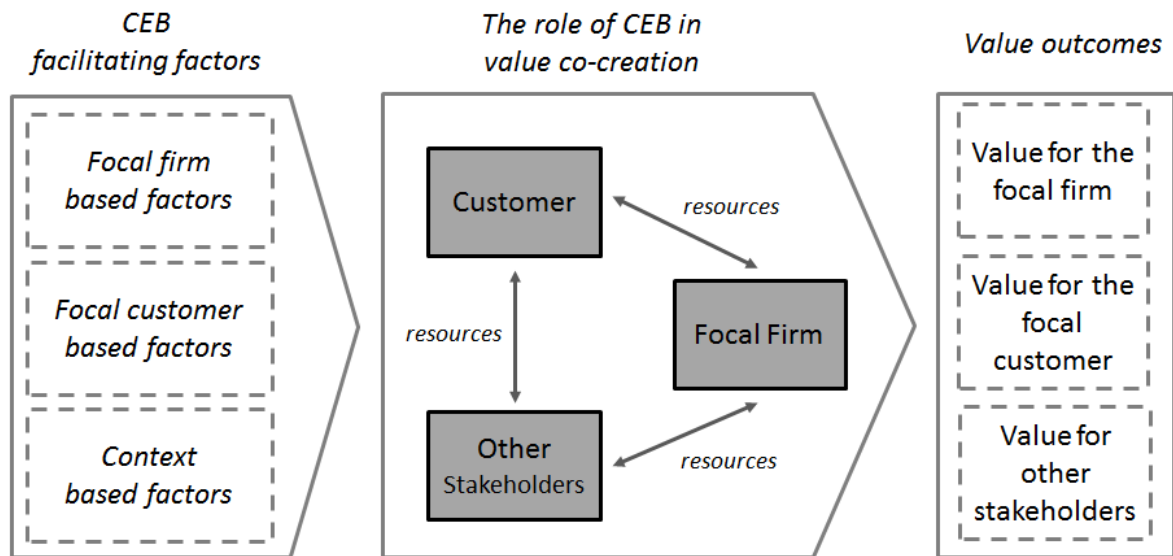 CEB
facilitating factors
Focal firm
based factors
Focal customer
based factors
Context
based factors
The role of CEB in
value co-creation
Customer
resources
resources
Focal Firm
Other
Stakeholders
resources
Value outcomes
Value for the
focal firm
Value for the
focal
customer
Value for
other
stakeholders